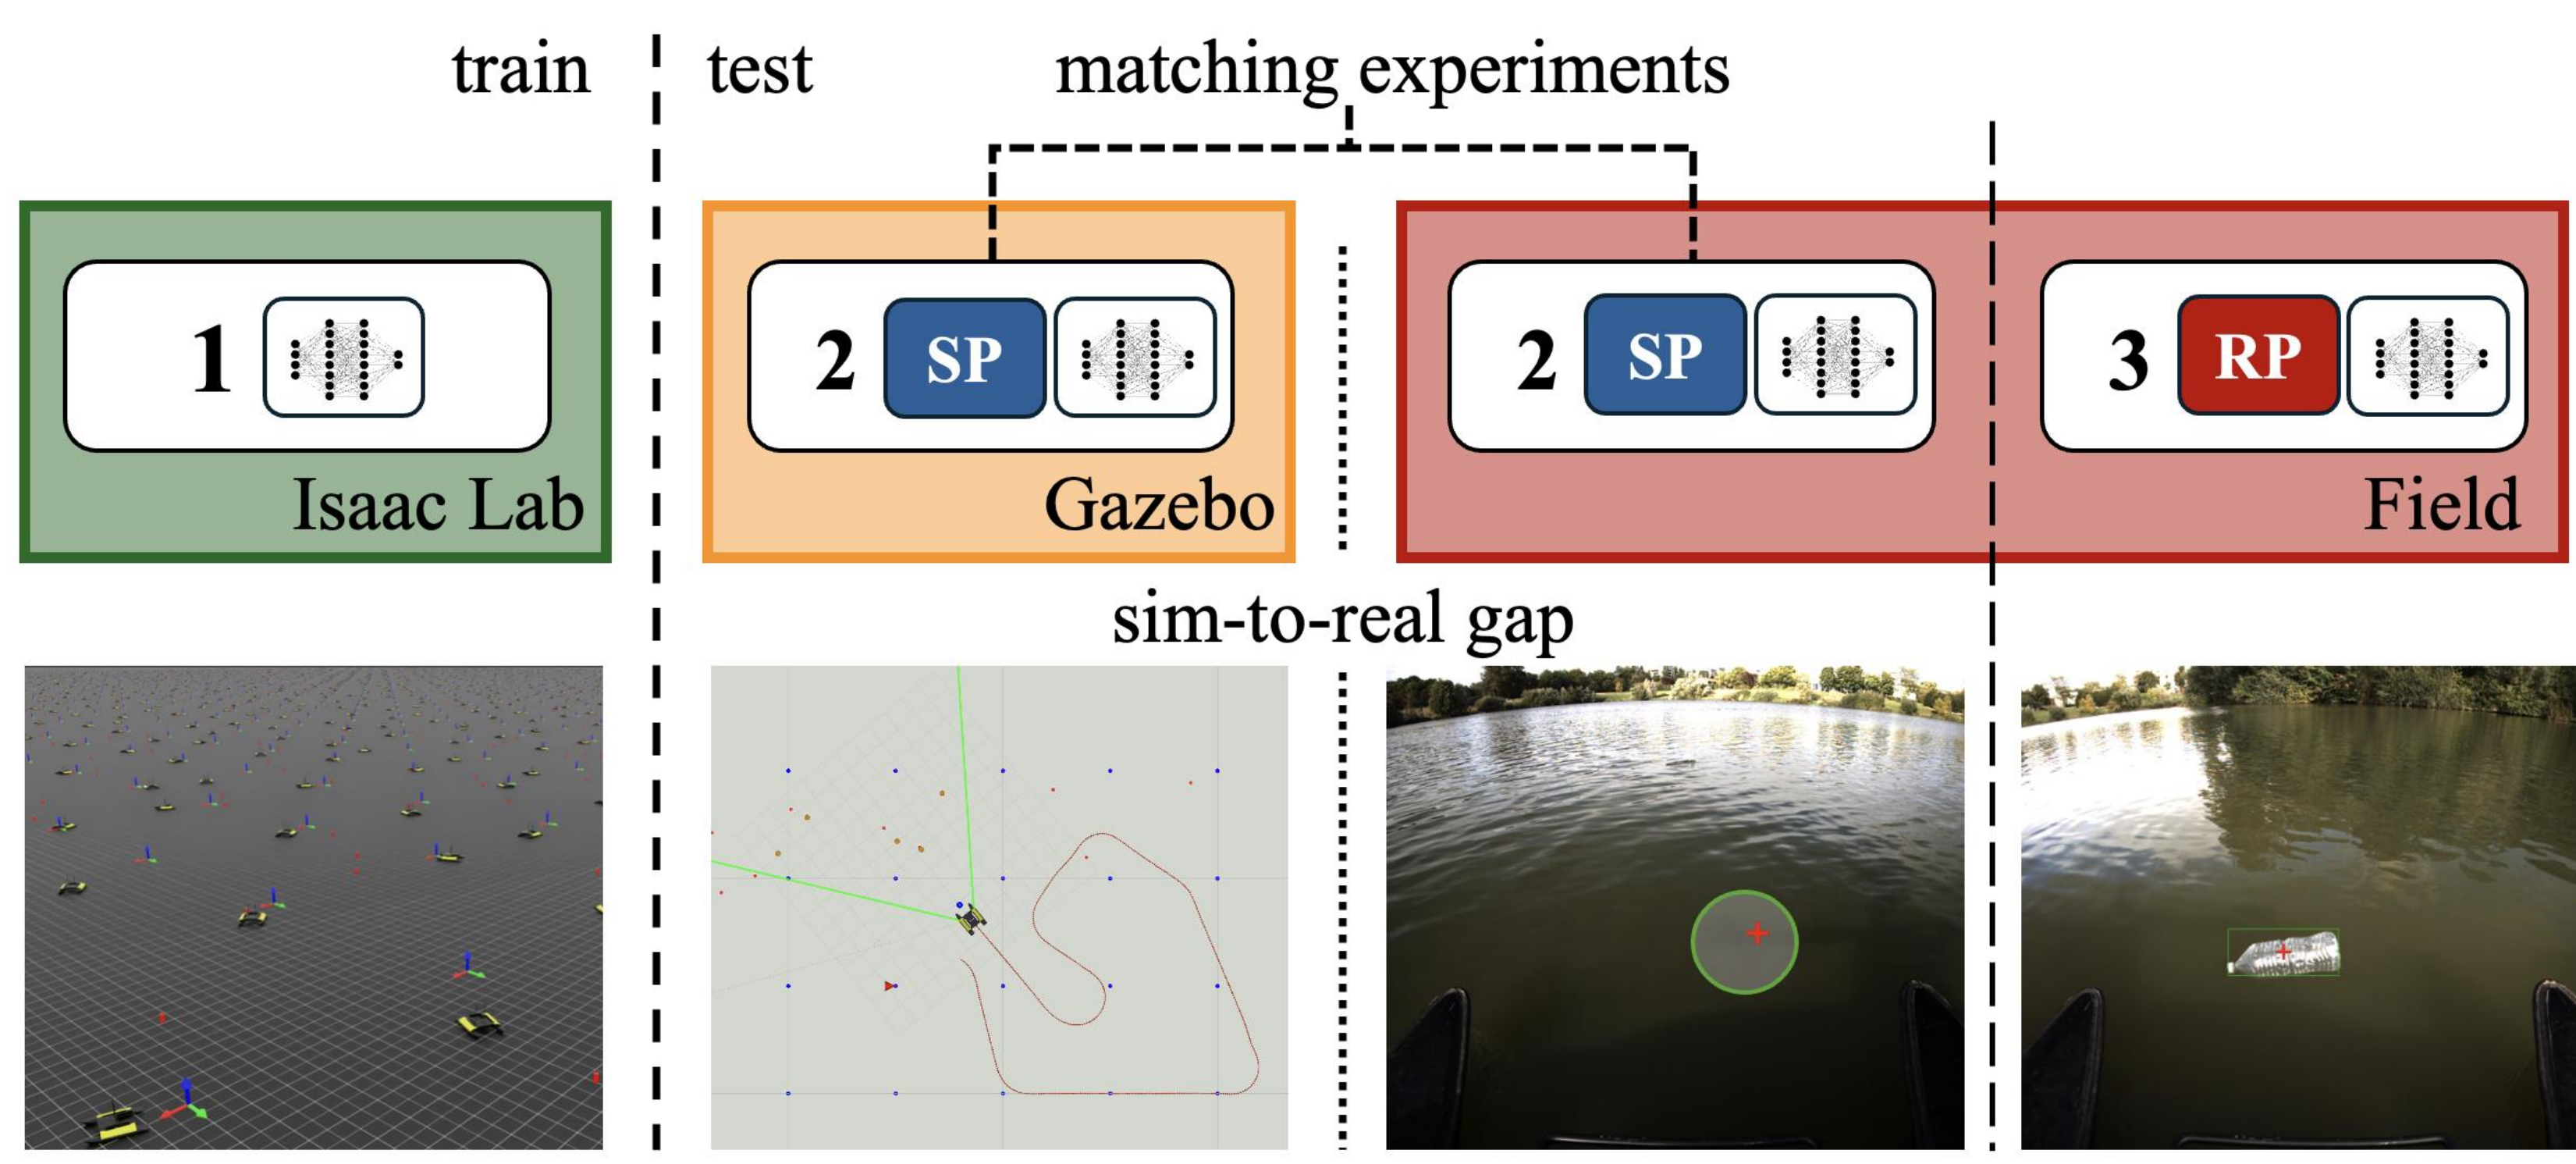 train
test
matching experiments
1
2 SP
2 SP
3 RP
Isaac Lab
Gazebo
Field
sim-to-real gap